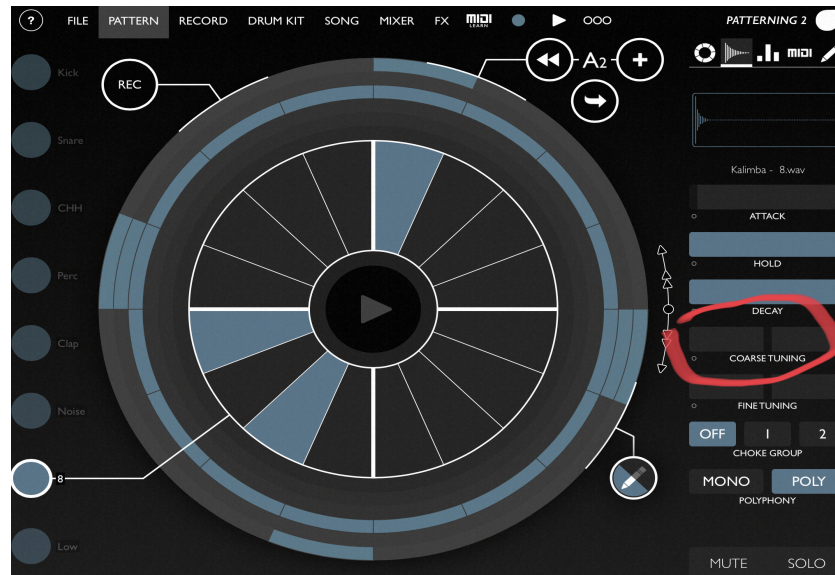 ?
FILE PATTERN RECORD DRUM KIT SONG MIXER FX MIDI LEARN PATTERNING 2
MIDI
REC
A2
+
Kick
Snare
CHH
Perc
Clap
Noise
8
Low
Kalimba - 8.wav
ATTACK
HOLD
DECAY
COARSE TUNING
FINE TUNING
OFF 1 2
CHOKE GROUP
MONO POLY
POLYPHONY
MUTE SOLO